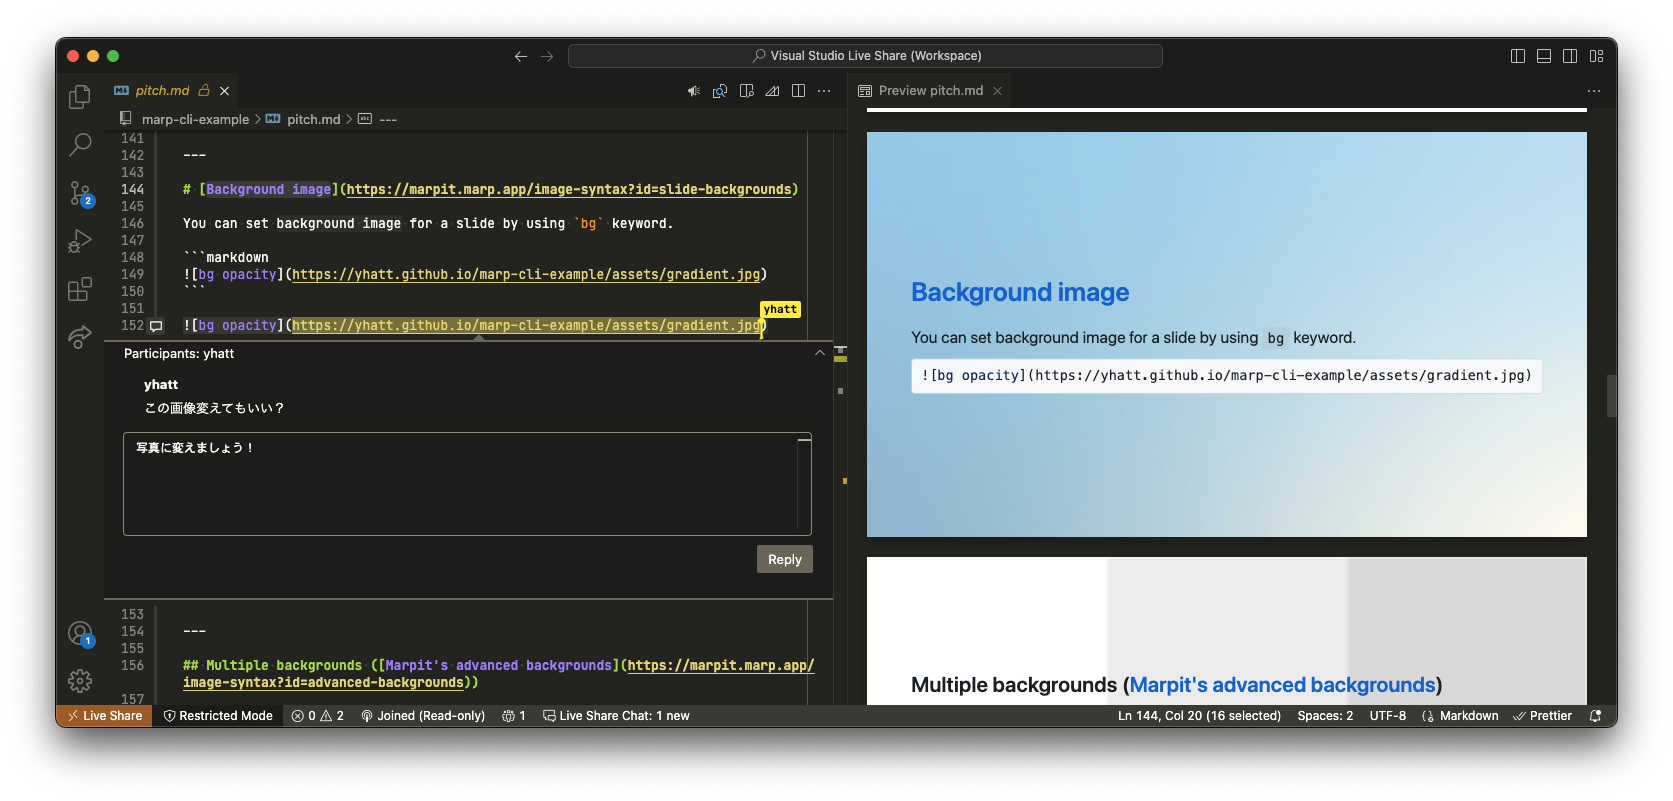 Visual Studio Live Share (Workspace)
pitch.md
Preview pitch.md
marp-cli-example > pitch.md > abc ---
141
142 ---
143
144 # [Background image](https://marpit.marp.app/image-syntax?id=slide-backgrounds)
145
146 You can set background image for a slide by using `bg` keyword.
147
148 ```markdown
149 ![bg opacity](https://yhatt.github.io/marp-cli-example/assets/gradient.jpg)
150 ```
151
yhatt
152 ![bg opacity](https://yhatt.github.io/marp-cli-example/assets/gradient.jpg)
Participants: yhatt
yhatt
この画像変えてもいい？
写真に変えましょう！
Reply
153
154 ---
155
156 ## Multiple backgrounds ([Marpit's advanced backgrounds](https://marpit.marp.app/
image-syntax?id=advanced-backgrounds))
157
Background image
You can set background image for a slide by using bg keyword.
![bg opacity](https://yhatt.github.io/marp-cli-example/assets/gradient.jpg)
Multiple backgrounds (Marpit's advanced backgrounds)
2
1
Live Share Restricted Mode 0 2 Joined (Read-only) 1 Live Share Chat: 1 new Ln 144, Col 20 (16 selected) Spaces: 2 UTF-8 Markdown Prettier